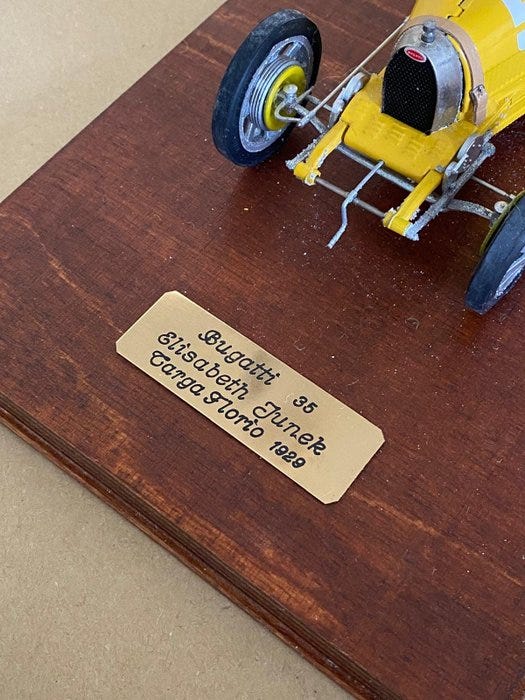 Bugatti 35
Elisabeth Junek
Targa Florio 1929